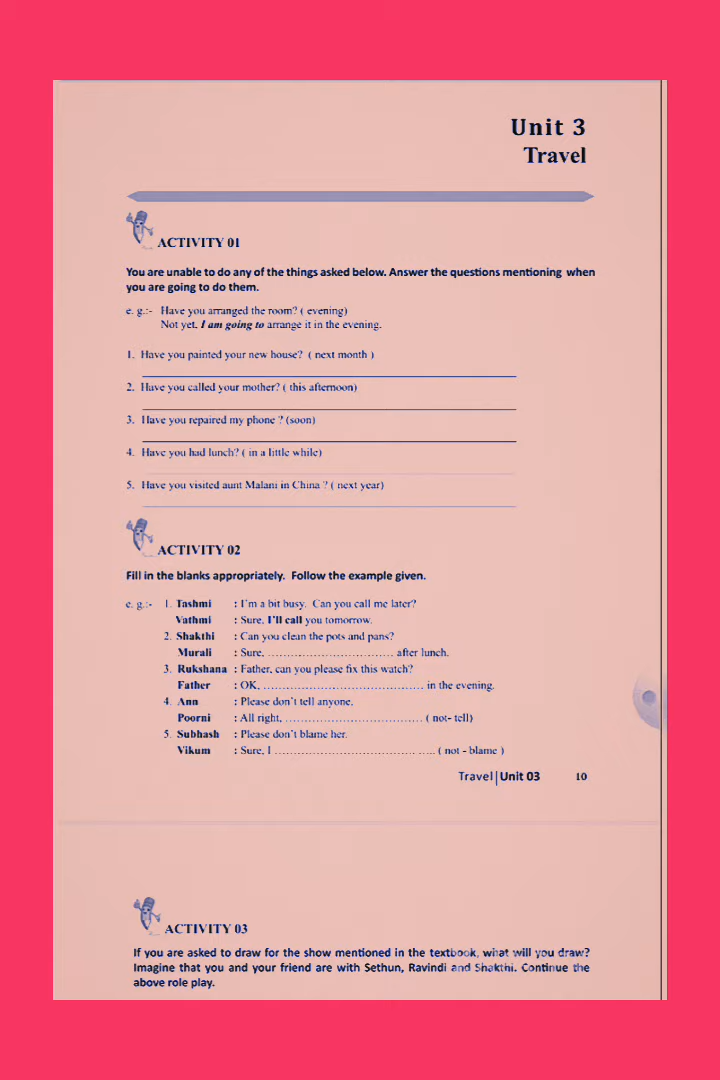 Unit 3
Travel
ACTIVITY 01
You are unable to do any of the things asked below. Answer the questions mentioning when
you are going to do them.
e. g.:- Have you arranged the room? ( evening)
Not yet, I am going to arrange it in the evening.
1. Have you painted your new house? ( next month )
2. Have you called your mother? ( this afternoon)
3. Have you repaired my phone ? (soon)
4. Have you had lunch? ( in a little while)
5. Have you visited aunt Malani in China ? ( next year)
ACTIVITY 02
Fill in the blanks appropriately. Follow the example given.
e. g.:- 1. Tashmi : I'm a bit busy. Can you call me later?
Vathmi : Sure, I'll call you tomorrow.
2. Shakthi : Can you clean the pots and pans?
Murali : Sure, ................................. after lunch.
3. Rukshana : Father, can you please fix this watch?
Father : OK, .......................................... in the evening.
4. Ann : Please don't tell anyone.
Poorni : All right, .................................... ( not- tell)
5. Subhash : Please don't blame her.
Vikum : Sure, I .......................................... ( not - blame )
Travel|Unit 03 10
ACTIVITY 03
If you are asked to draw for the show mentioned in the textbook, what will you draw?
Imagine that you and your friend are with Sethun, Ravindi and Shakthi. Continue the
above role play.